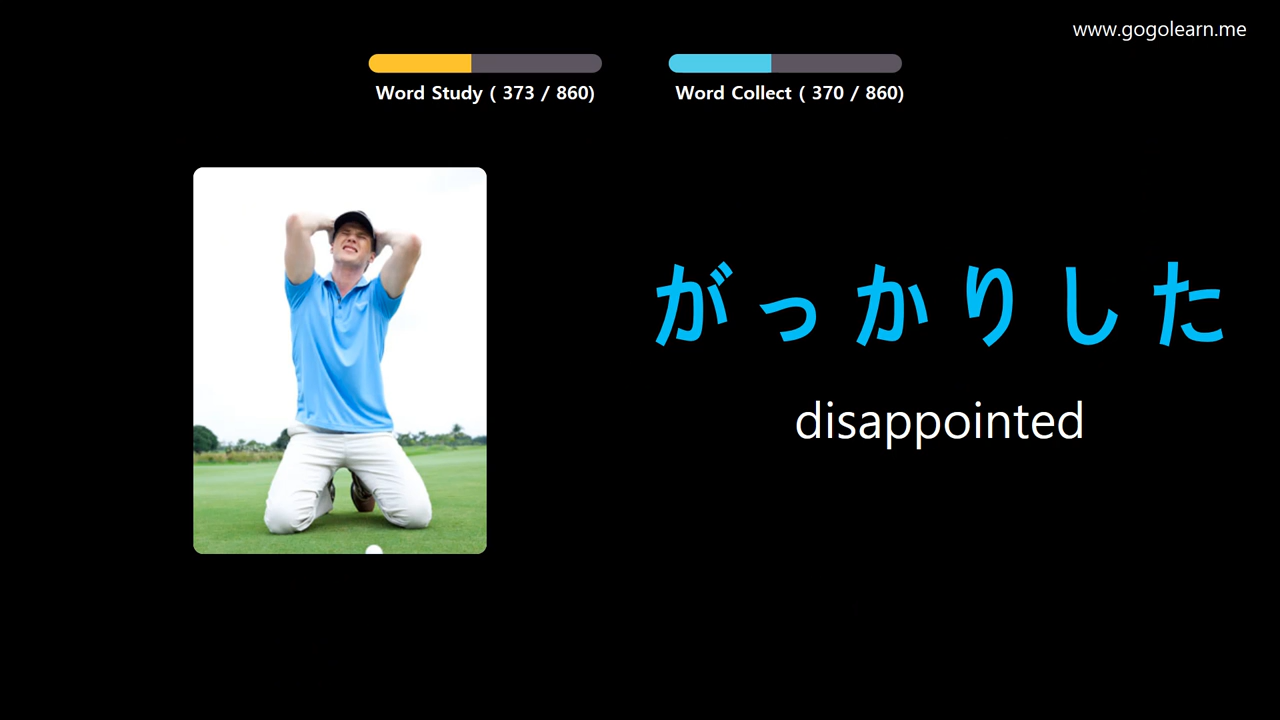 www.gogolearn.me
Word Study ( 373 / 860)
Word Collect ( 370 / 860)
がっかりした
disappointed